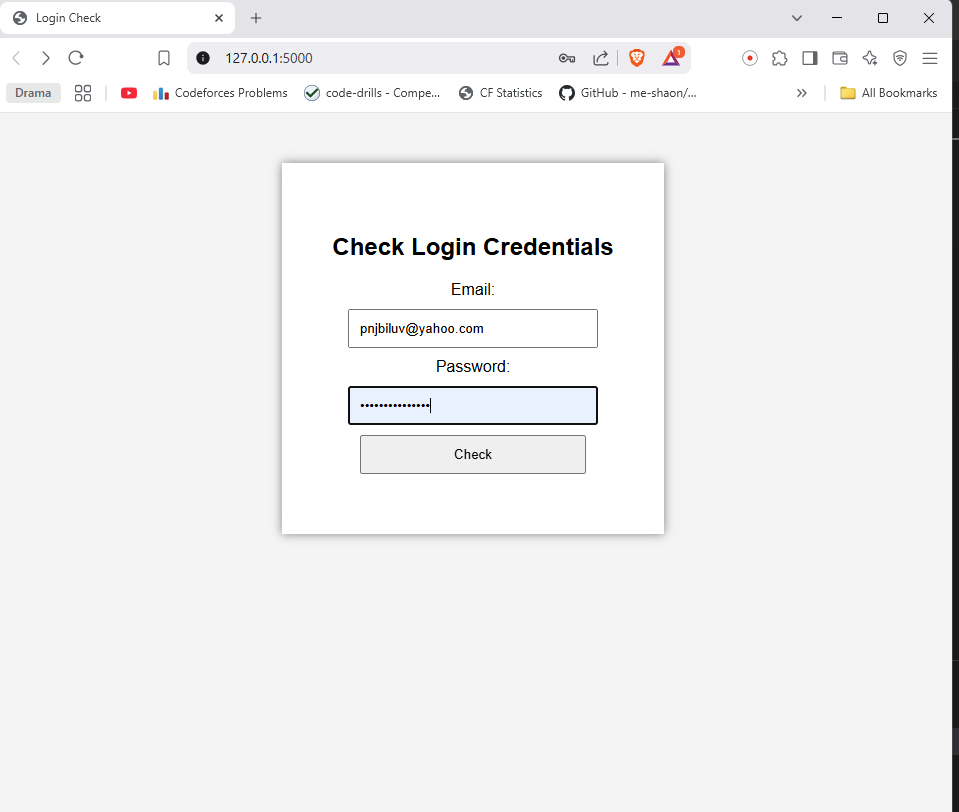 Login Check
127.0.0.1:5000
1
Drama
Codeforces Problems
code-drills - Compe...
CF Statistics
GitHub - me-shaon/...
All Bookmarks
Check Login Credentials
Email:
pnjbiluv@yahoo.com
Password:
•••••••••••••••
Check